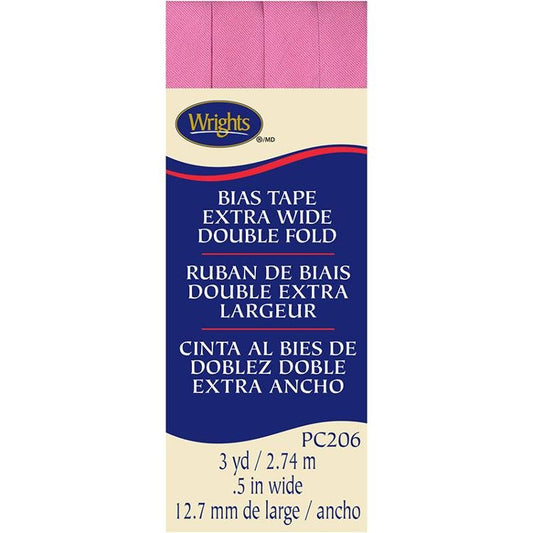 Wrights
®/MD
BIAS TAPE
EXTRA WIDE
DOUBLE FOLD
RUBAN DE BIAIS
DOUBLE EXTRA
LARGEUR
CINTA AL BIES DE
DOBLEZ DOBLE
EXTRA ANCHO
PC206
3 yd / 2.74 m
.5 in wide
12.7 mm de large / ancho